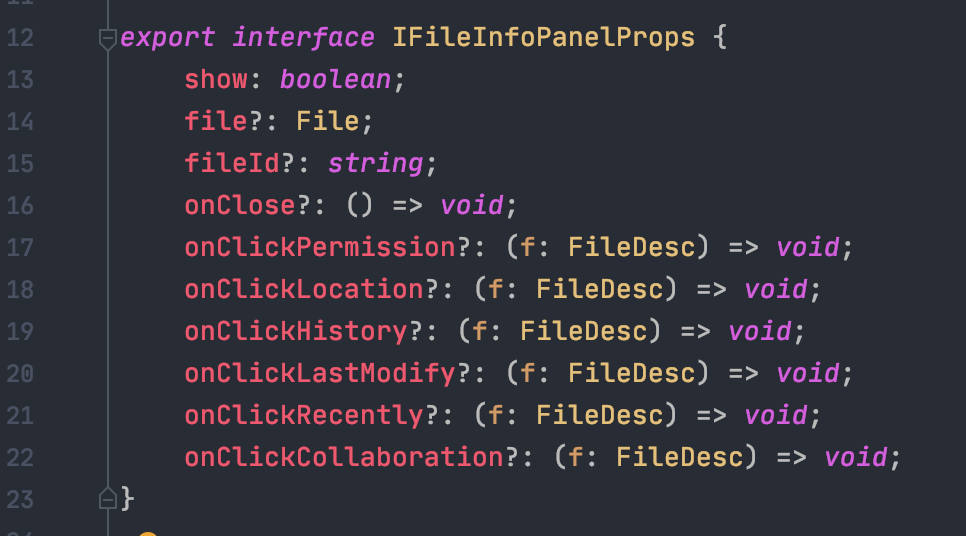 12 export interface IFileInfoPanelProps {
13 show: boolean;
14 file?: File;
15 fileId?: string;
16 onClose?: () => void;
17 onClickPermission?: (f: FileDesc) => void;
18 onClickLocation?: (f: FileDesc) => void;
19 onClickHistory?: (f: FileDesc) => void;
20 onClickLastModify?: (f: FileDesc) => void;
21 onClickRecently?: (f: FileDesc) => void;
22 onClickCollaboration?: (f: FileDesc) => void;
23 }